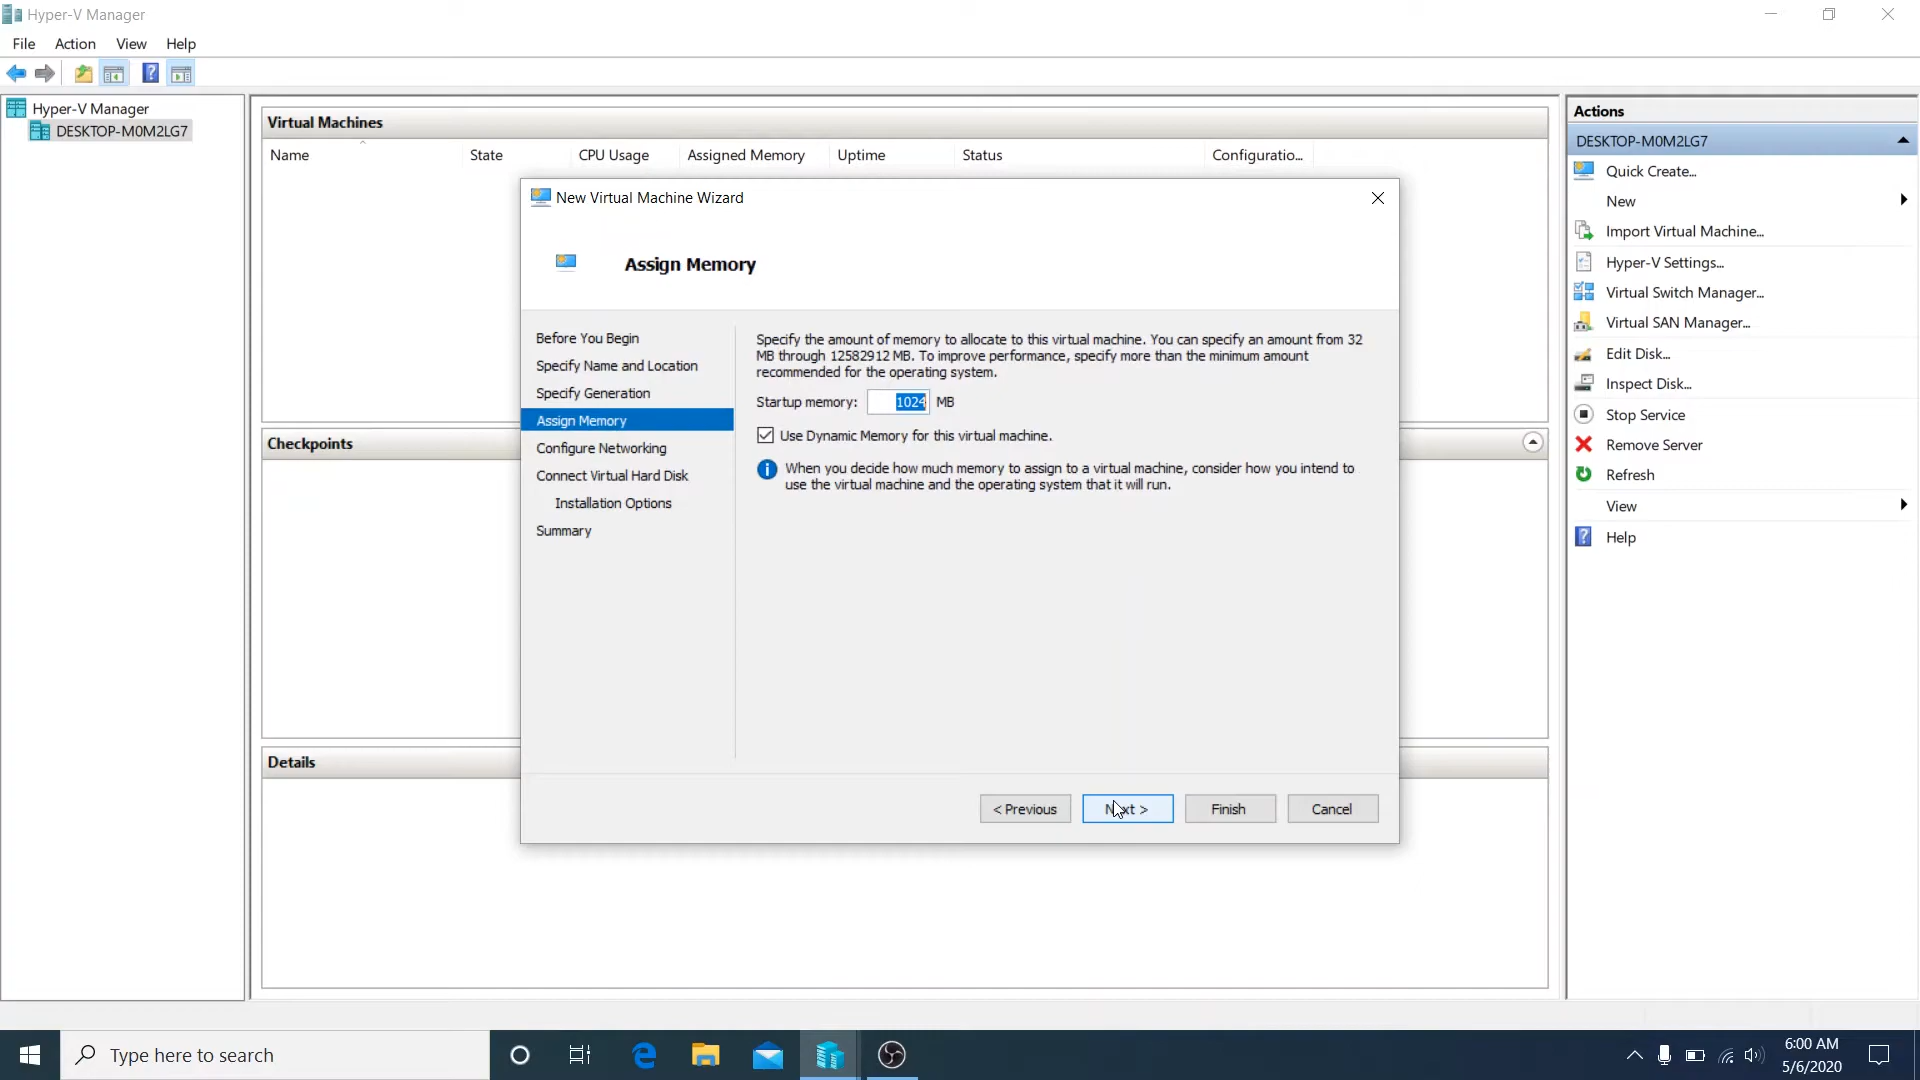 Hyper-V Manager
File Action View Help
Hyper-V Manager
DESKTOP-M0M2LG7
Virtual Machines
Name State CPU Usage Assigned Memory Uptime Status Configuratio...
New Virtual Machine Wizard
Assign Memory
Before You Begin
Specify Name and Location
Specify Generation
Assign Memory
Configure Networking
Connect Virtual Hard Disk
Installation Options
Summary
Specify the amount of memory to allocate to this virtual machine. You can specify an amount from 32
MB through 12582912 MB. To improve performance, specify more than the minimum amount
recommended for the operating system.
Startup memory: 1024 MB
Use Dynamic Memory for this virtual machine.
When you decide how much memory to assign to a virtual machine, consider how you intend to
use the virtual machine and the operating system that it will run.
< Previous Next > Finish Cancel
Checkpoints
Details
Actions
DESKTOP-M0M2LG7
Quick Create...
New
Import Virtual Machine...
Hyper-V Settings...
Virtual Switch Manager...
Virtual SAN Manager...
Edit Disk...
Inspect Disk...
Stop Service
Remove Server
Refresh
View
Help
Type here to search
6:00 AM
5/6/2020